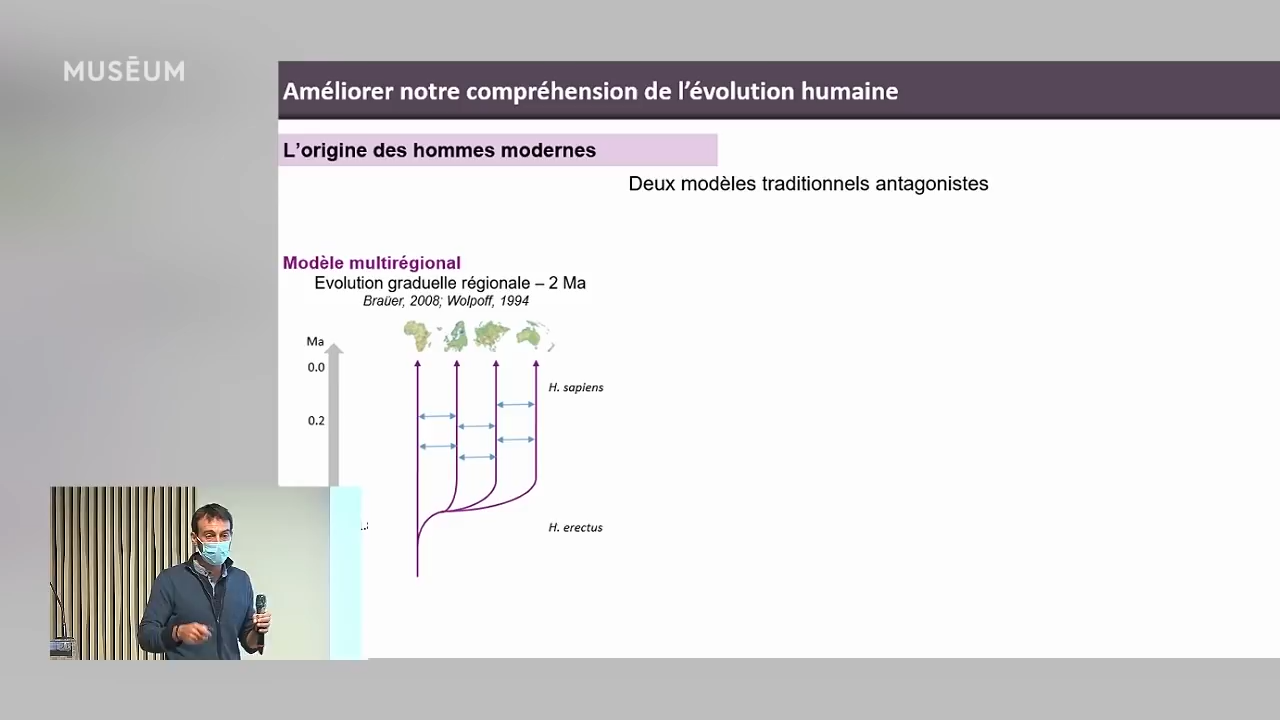 MUSĒUM
Améliorer notre compréhension de l'évolution humaine
L'origine des hommes modernes
Deux modèles traditionnels antagonistes
Modèle multirégional
Evolution graduelle régionale – 2 Ma
Braüer, 2008; Wolpoff, 1994
Ma
0.0
H. sapiens
0.2
H. erectus